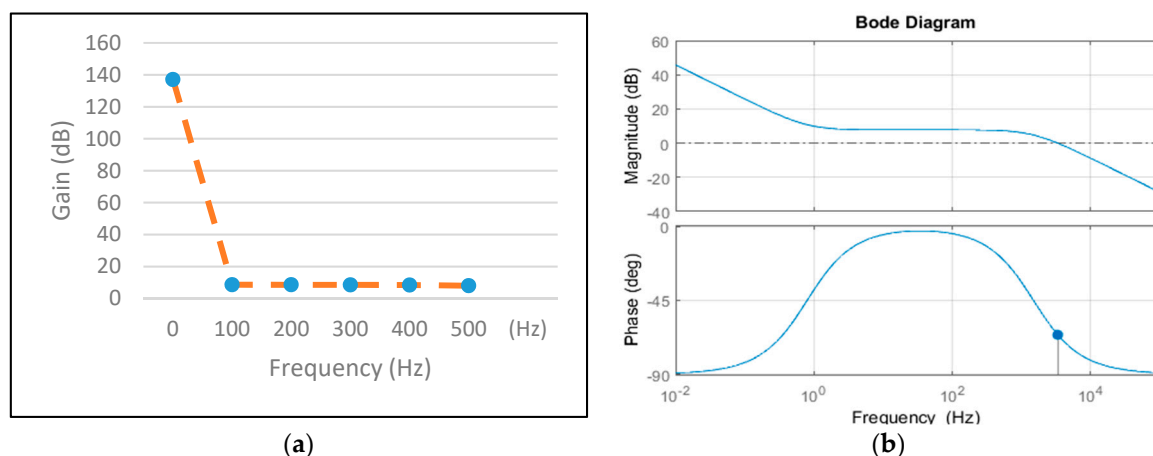 160
140
120
100
80
60
40
20
0
Gain (dB)
0 100 200 300 400 500 (Hz)
Frequency (Hz)
(a)
Bode Diagram
60
40
20
0
-20
-40
Magnitude (dB)
0
-45
-90
Phase (deg)
10-2 100 102 104
Frequency (Hz)
(b)